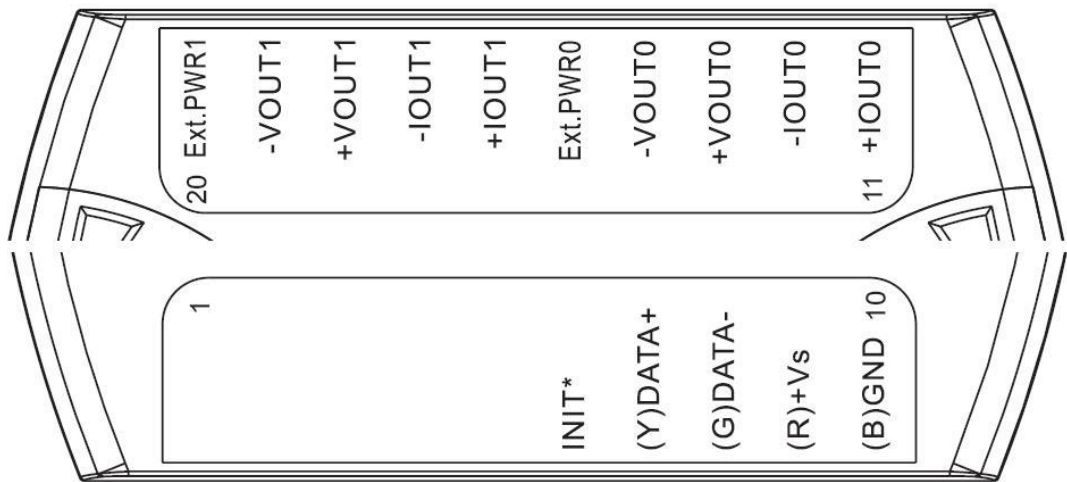 20 Ext.PWR1
-VOUT1
+VOUT1
-IOUT1
+IOUT1
Ext.PWR0
-VOUT0
+VOUT0
-IOUT0
11 +IOUT0
1
INIT*
(Y)DATA+
(G)DATA-
(R)+Vs
(B)GND 10